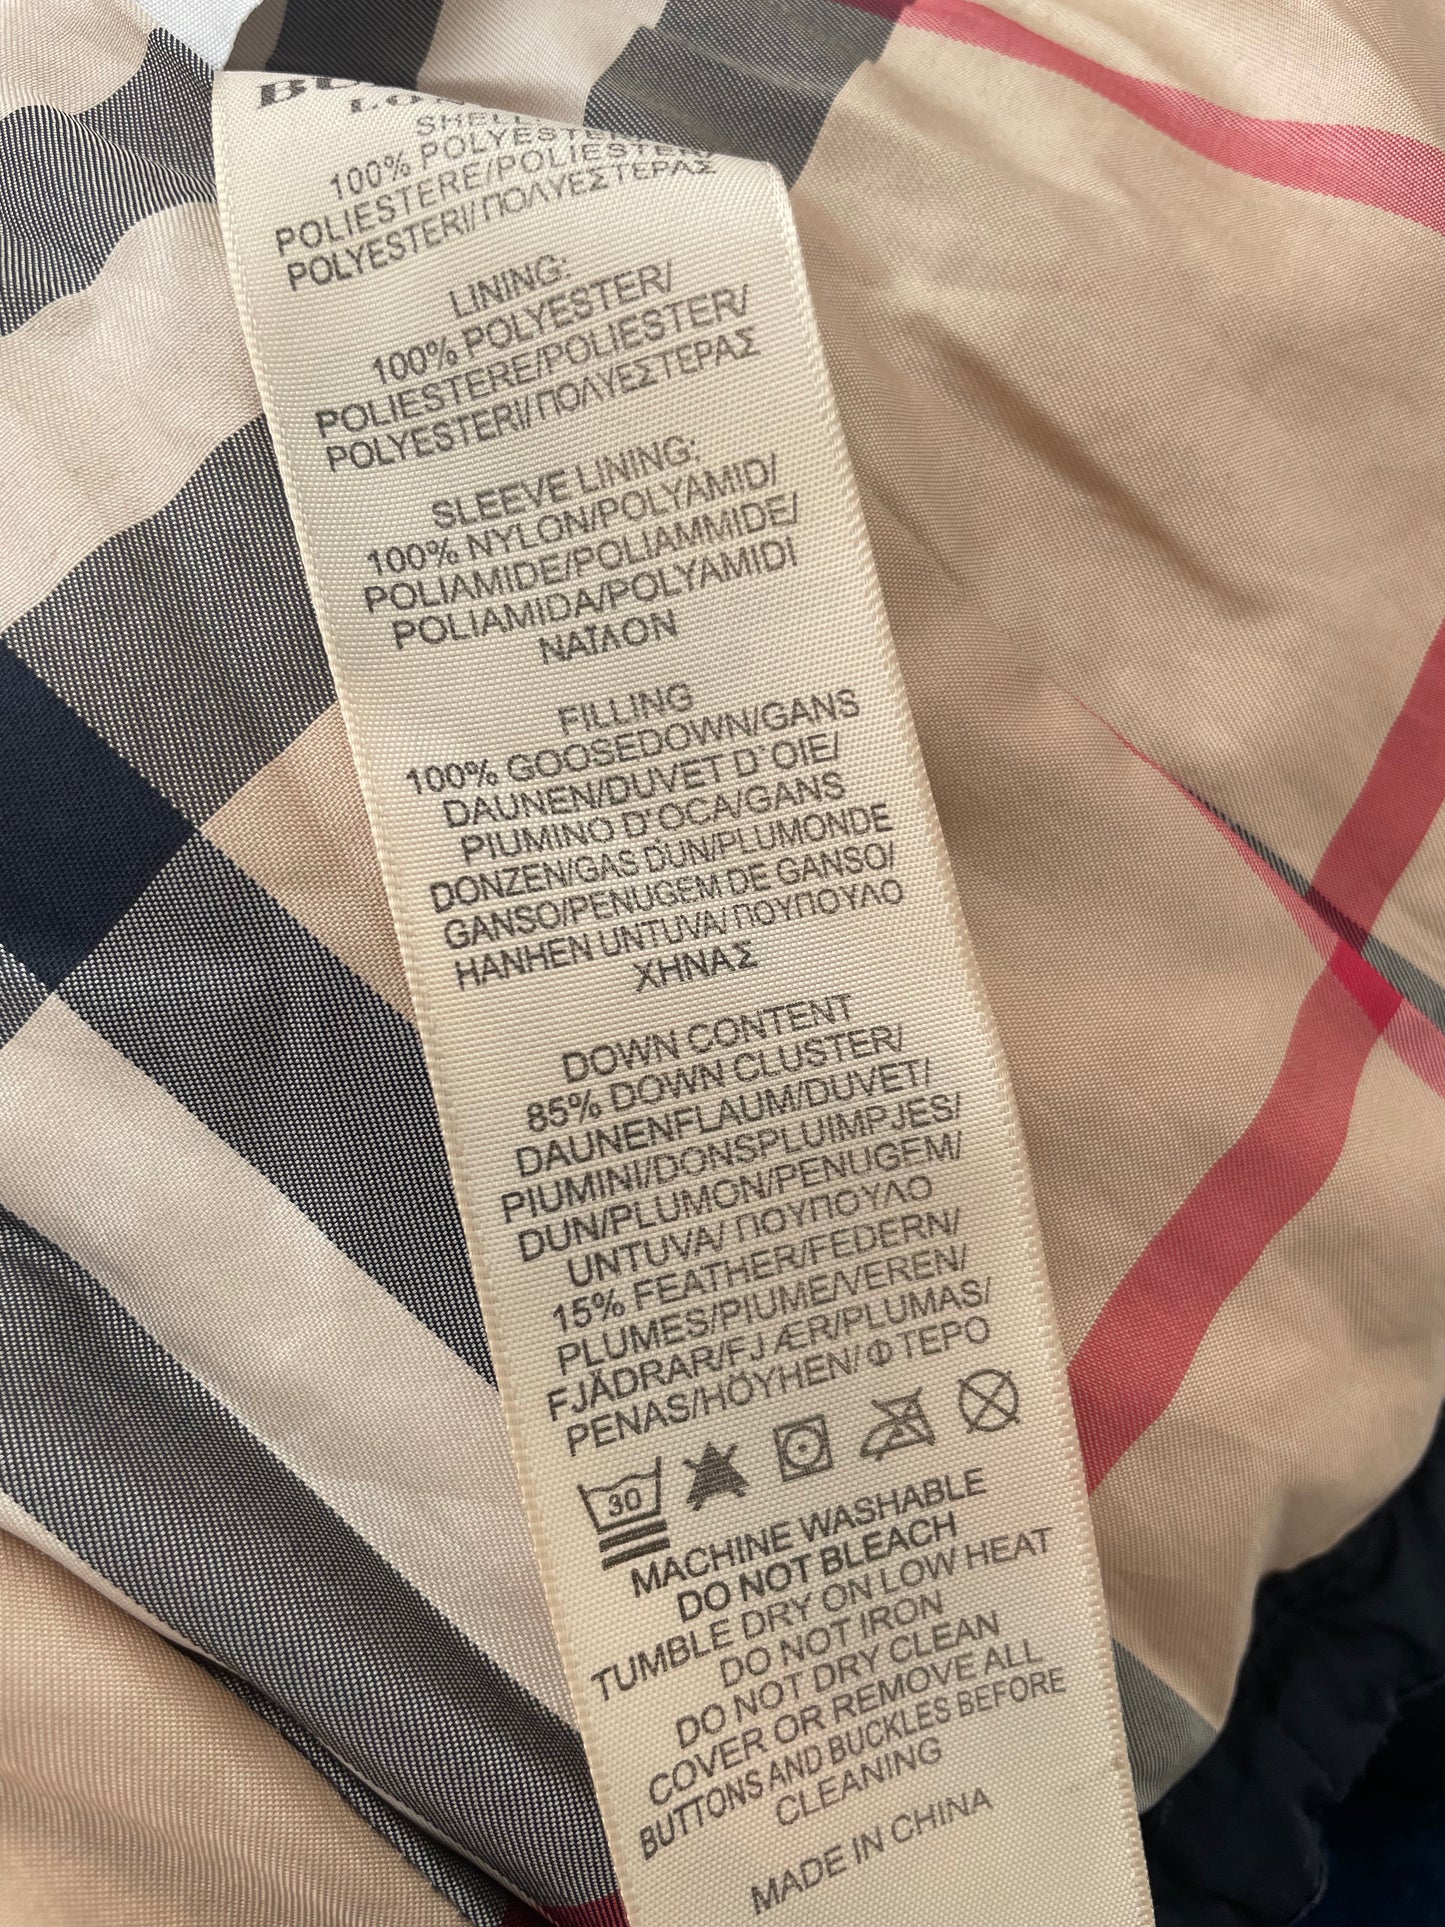 SHELL
100% POLYESTE
POLIESTERE/POLIESTER/
POLYESTERI/ΠΟΛΥΕΣΤΕΡΑΣ
LINING:
100% POLYESTER/
POLIESTERE/POLIESTER/
POLYESTERI/ΠΟΛΥΕΣΤΕΡΑΣ
SLEEVE LINING:
100% NYLON/POLYAMID/
POLIAMIDE/POLIAMMIDE/
POLIAMIDA/POLYAMIDI
ΝΑΪΛΟΝ
FILLING
100% GOOSEDOWN/GANS
DAUNEN/DUVET D`OIE/
PIUMINO D'OCA/GANS
DONZEN/GAS DUN/PLUMONDE
GANSO/PENUGEM DE GANSO/
HANHEN UNTUVA/ ΠΟΥΠΟΥΛΟ
ΧΗΝΑΣ
DOWN CONTENT
85% DOWN CLUSTER/
DAUNENFLAUM/DUVET/
PIUMINI/DONSPLUIMPJES/
DUN/PLUMON/PENUGEM/
UNTUVA/ ΠΟΥΠΟΥΛΟ
15% FEATHER/FEDERN/
PLUMES/PIUME/VEREN/
FJÄDRAR/FJ ÆR/PLUMAS/
PENAS/HÖYHEN/ Φ ΤΕΡΟ
30
MACHINE WASHABLE
DO NOT BLEACH
TUMBLE DRY ON LOW HEAT
DO NOT IRON
DO NOT DRY CLEAN
COVER OR REMOVE ALL
BUTTONS AND BUCKLES BEFORE
CLEANING
MADE IN CHINA